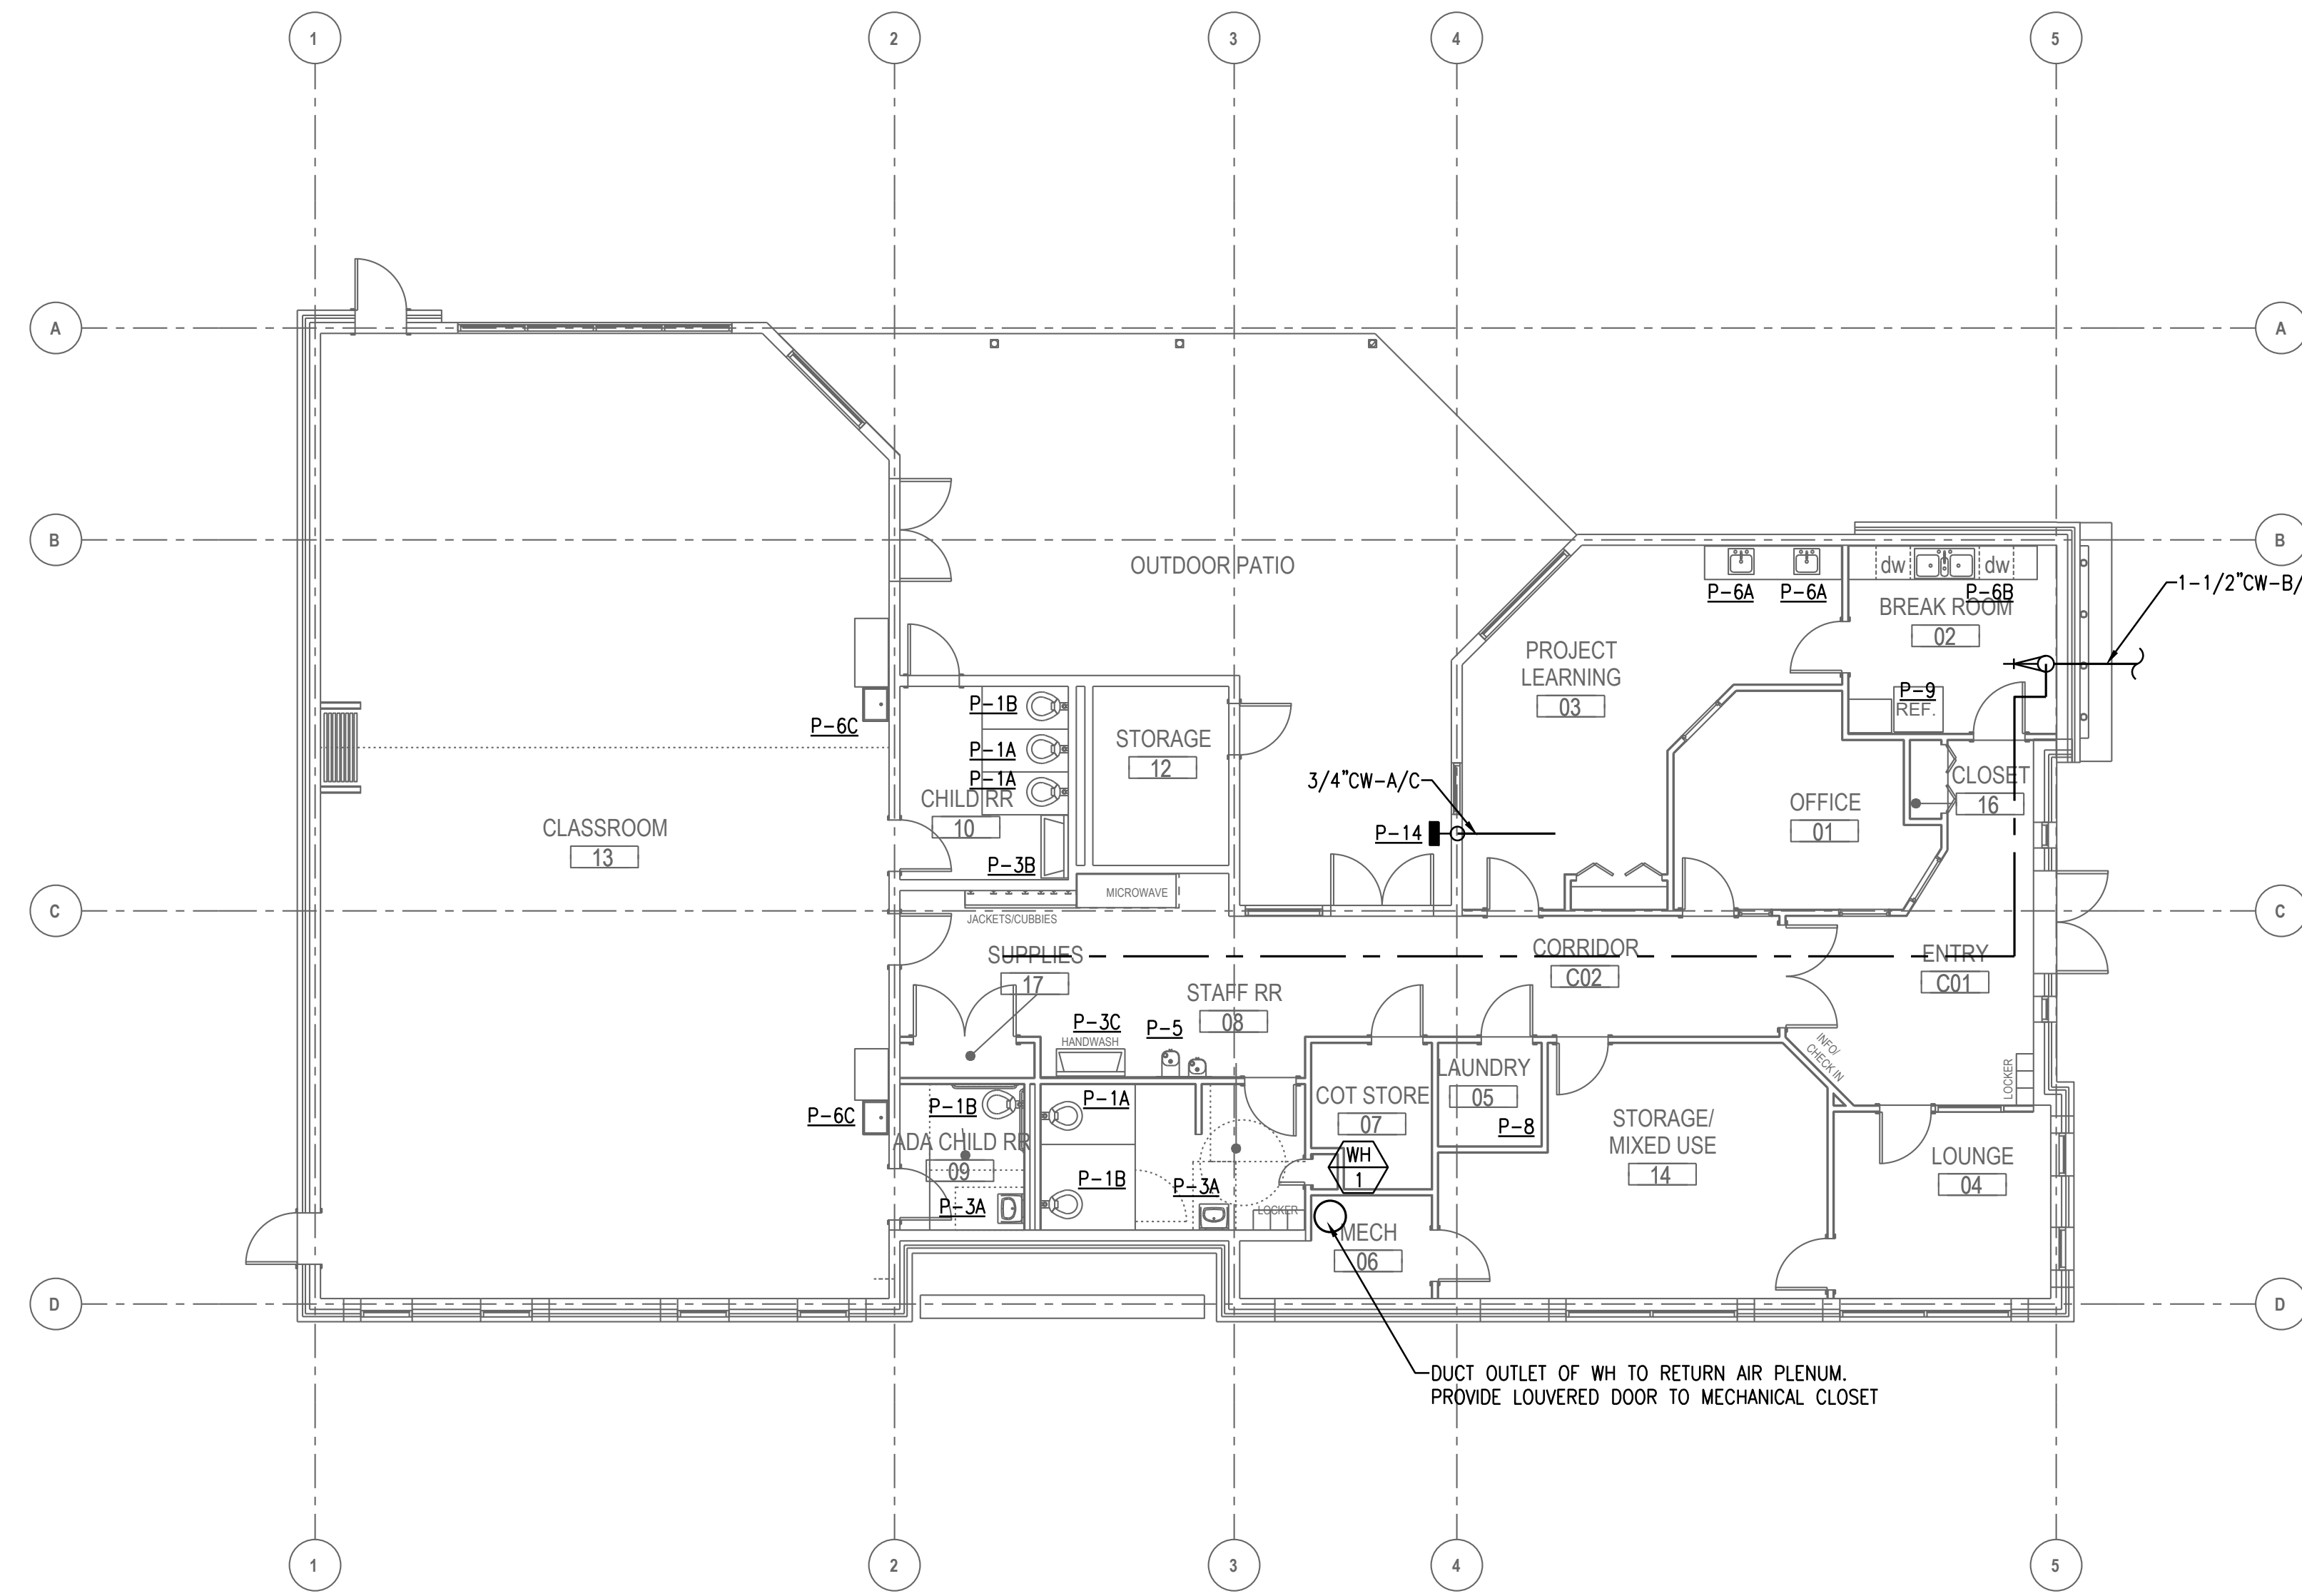 1
2
3
4
5
A
A
B
B
OUTDOOR PATIO
dw
dw
P-6A
P-6A
P-6B
BREAK ROOM
02
1-1/2"CW-B/
PROJECT
LEARNING
03
P-9
REF.
P-6C
P-1B
P-1A
P-1A
CHILD RR
10
P-3B
STORAGE
12
3/4"CW-A/C
P-14
OFFICE
01
CLOSET
16
CLASSROOM
13
MICROWAVE
JACKETS/CUBBIES
C
C
SUPPLIES
17
STAFF RR
08
CORRIDOR
C02
ENTRY
C01
P-3C
HANDWASH
P-5
INFO/
CHECK IN
LOCKER
P-6C
P-1B
ADA CHILD RR
09
P-3A
P-1A
P-1B
P-3A
LOCKER
COT STORE
07
WH
1
LAUNDRY
05
P-8
STORAGE/
MIXED USE
14
LOUNGE
04
MECH
06
D
D
DUCT OUTLET OF WH TO RETURN AIR PLENUM.
PROVIDE LOUVERED DOOR TO MECHANICAL CLOSET
1
2
3
4
5